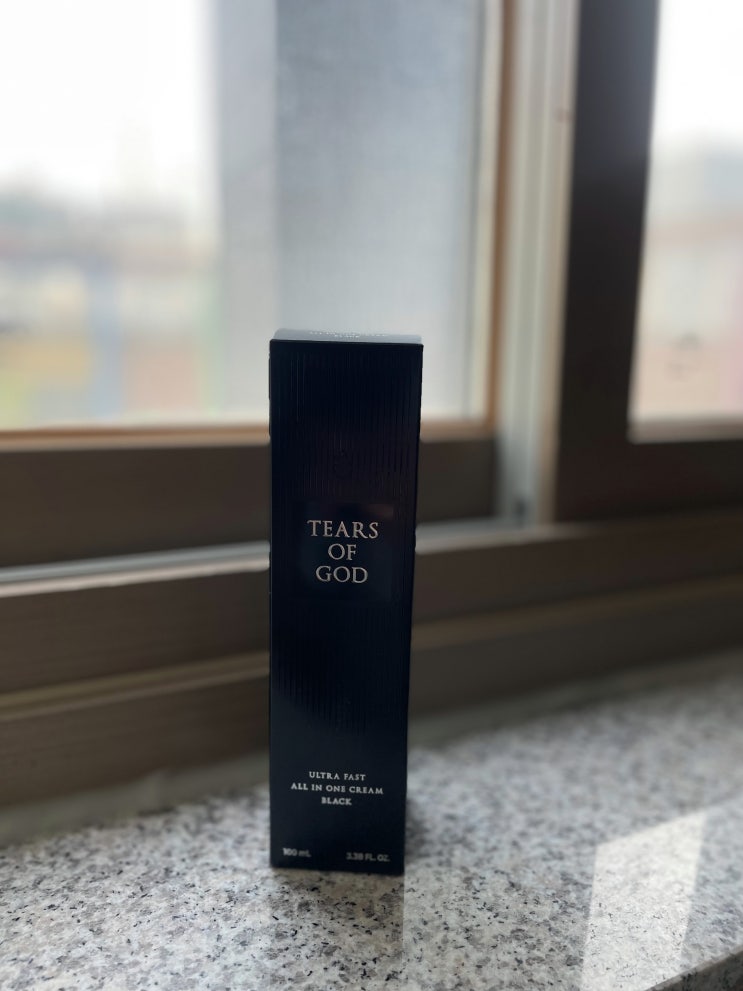 TEARS
OF
GOD
ULTRA FAST
ALL IN ONE CREAM
BLACK
100 mL 3.38 FL. OZ.